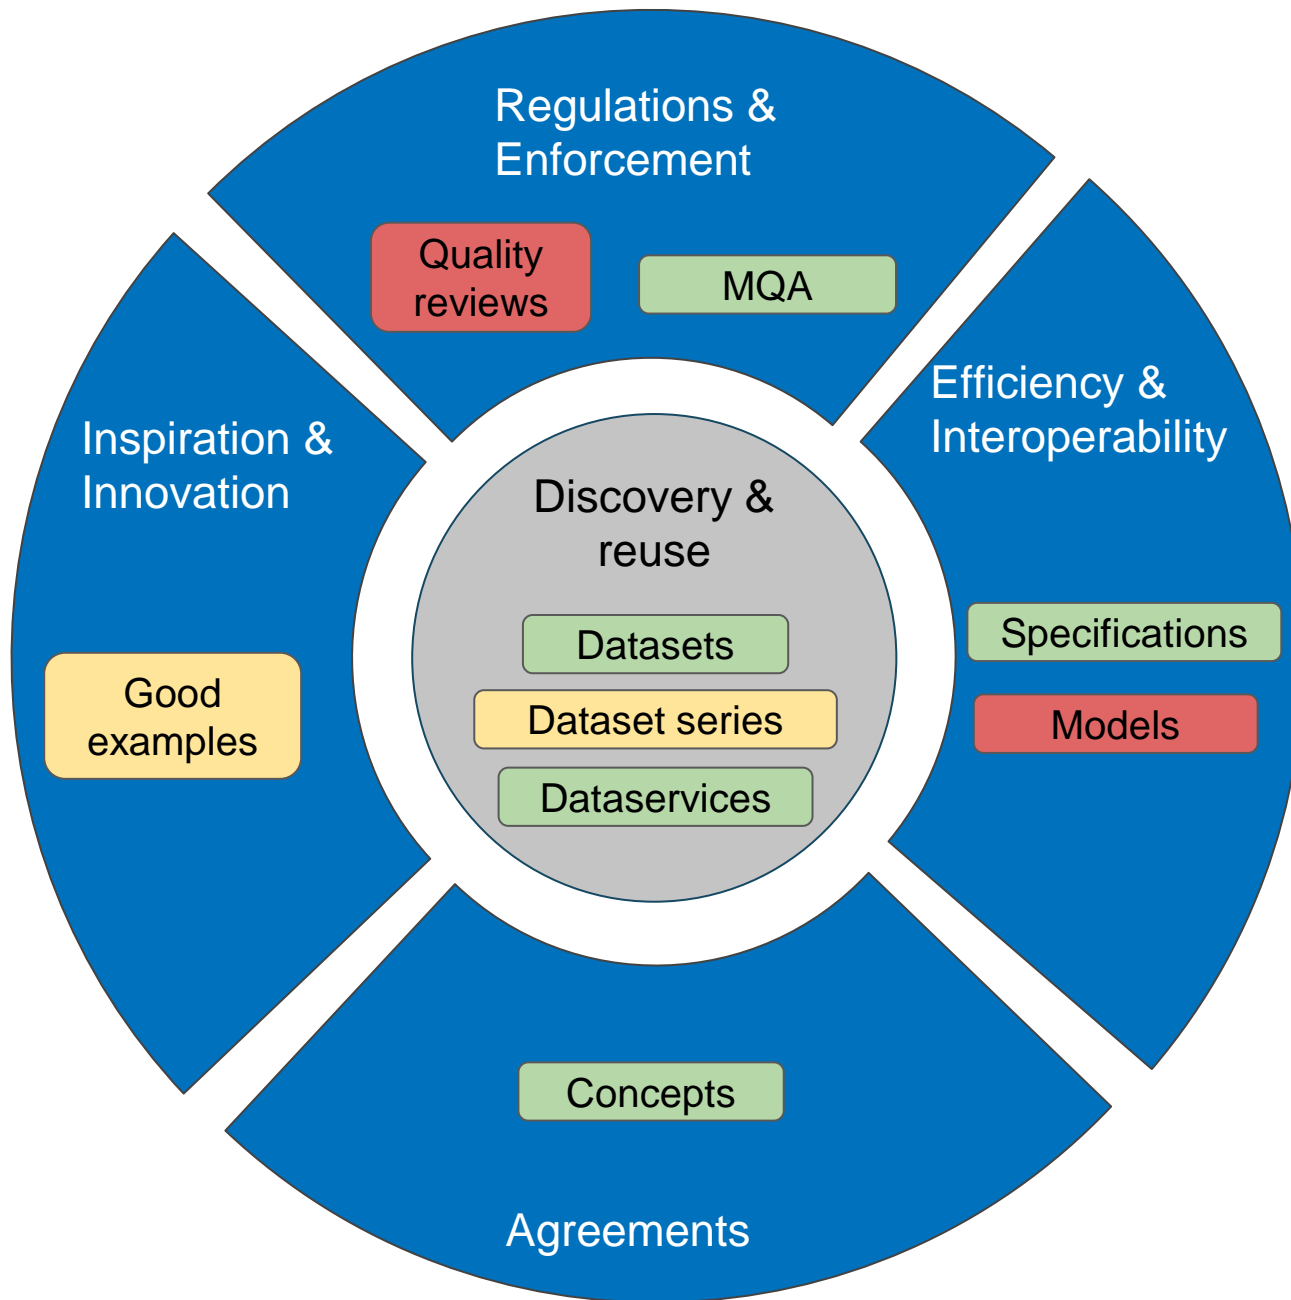 Regulations &
Enforcement
Quality
reviews
MQA
Efficiency &
Interoperability
Specifications
Models
Inspiration &
Innovation
Good
examples
Discovery &
reuse
Datasets
Dataset series
Dataservices
Concepts
Agreements